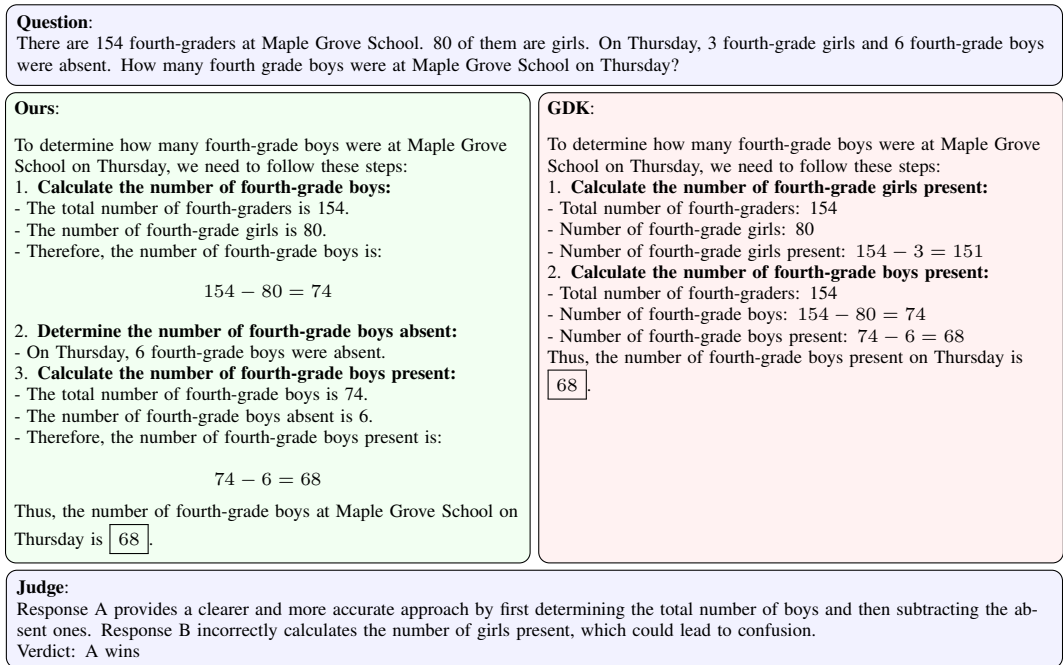 Question:
There are 154 fourth-graders at Maple Grove School. 80 of them are girls. On Thursday, 3 fourth-grade girls and 6 fourth-grade boys
were absent. How many fourth grade boys were at Maple Grove School on Thursday?
Ours:
To determine how many fourth-grade boys were at Maple Grove
School on Thursday, we need to follow these steps:
1. Calculate the number of fourth-grade boys:
- The total number of fourth-graders is 154.
- The number of fourth-grade girls is 80.
- Therefore, the number of fourth-grade boys is:
154 − 80 = 74
2. Determine the number of fourth-grade boys absent:
- On Thursday, 6 fourth-grade boys were absent.
3. Calculate the number of fourth-grade boys present:
- The total number of fourth-grade boys is 74.
- The number of fourth-grade boys absent is 6.
- Therefore, the number of fourth-grade boys present is:
74 − 6 = 68
Thus, the number of fourth-grade boys at Maple Grove School on
Thursday is 68.
GDK:
To determine how many fourth-grade boys were at Maple Grove
School on Thursday, we need to follow these steps:
1. Calculate the number of fourth-grade girls present:
- Total number of fourth-graders: 154
- Number of fourth-grade girls: 80
- Number of fourth-grade girls present: 154 − 3 = 151
2. Calculate the number of fourth-grade boys present:
- Total number of fourth-graders: 154
- Number of fourth-grade boys: 154 − 80 = 74
- Number of fourth-grade boys present: 74 − 6 = 68
Thus, the number of fourth-grade boys present on Thursday is
68.
Judge:
Response A provides a clearer and more accurate approach by first determining the total number of boys and then subtracting the ab-
sent ones. Response B incorrectly calculates the number of girls present, which could lead to confusion.
Verdict: A wins